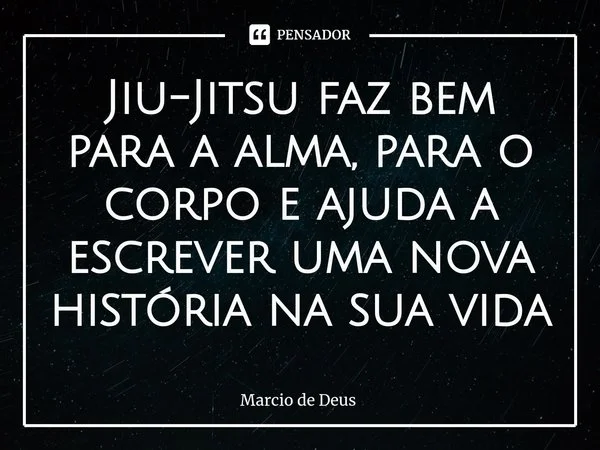 PENSADOR
Jiu-Jitsu faz bem
para a alma, para o
corpo e ajuda a
escrever uma nova
história na sua vida
Marcio de Deus